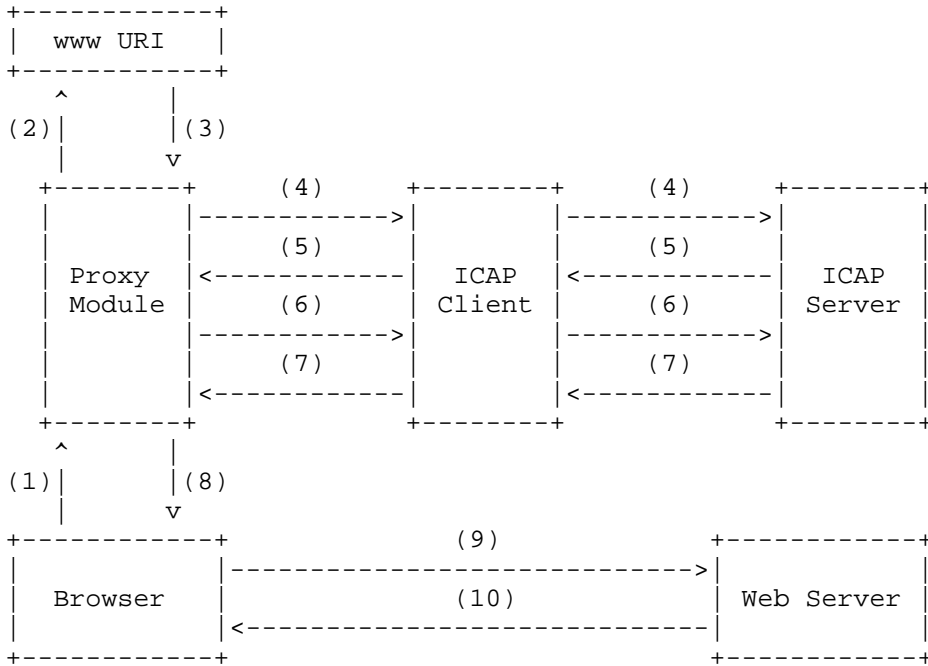 www URI
(2) (3)
(4) (4)
(5) (5)
Proxy ICAP ICAP
Module (6) Client (6) Server
(7) (7)
(1) (8)
(9)
Browser (10) Web Server